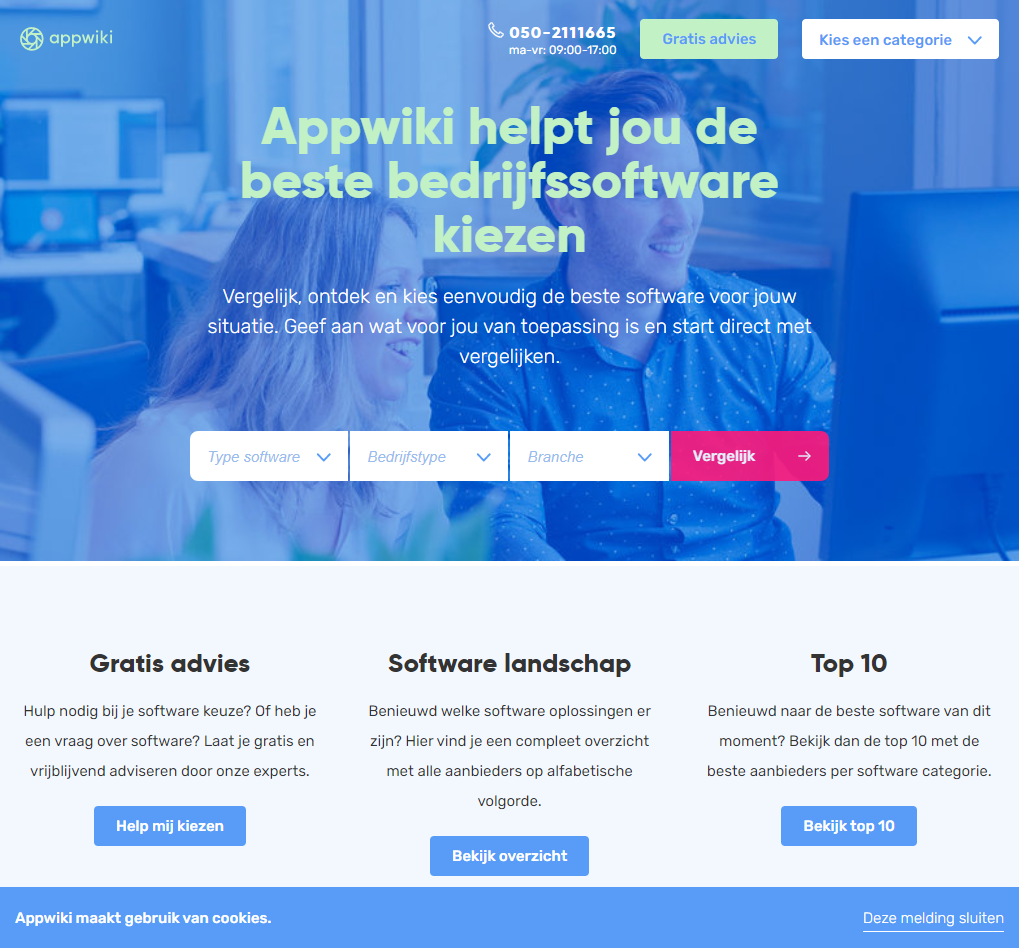 appwiki
050-2111665
ma-vr: 09:00-17:00
Gratis advies
Kies een categorie
Appwiki helpt jou de
beste bedrijfssoftware
kiezen
Vergelijk, ontdek en kies eenvoudig de beste software voor jouw
situatie. Geef aan wat voor jou van toepassing is en start direct met
vergelijken.
Type software
Bedrijfstype
Branche
Vergelijk
Gratis advies
Hulp nodig bij je software keuze? Of heb je
een vraag over software? Laat je gratis en
vrijblijvend adviseren door onze experts.
Help mij kiezen
Software landschap
Benieuwd welke software oplossingen er
zijn? Hier vind je een compleet overzicht
met alle aanbieders op alfabetische
volgorde.
Bekijk overzicht
Top 10
Benieuwd naar de beste software van dit
moment? Bekijk dan de top 10 met de
beste aanbieders per software categorie.
Bekijk top 10
Appwiki maakt gebruik van cookies.
Deze melding sluiten